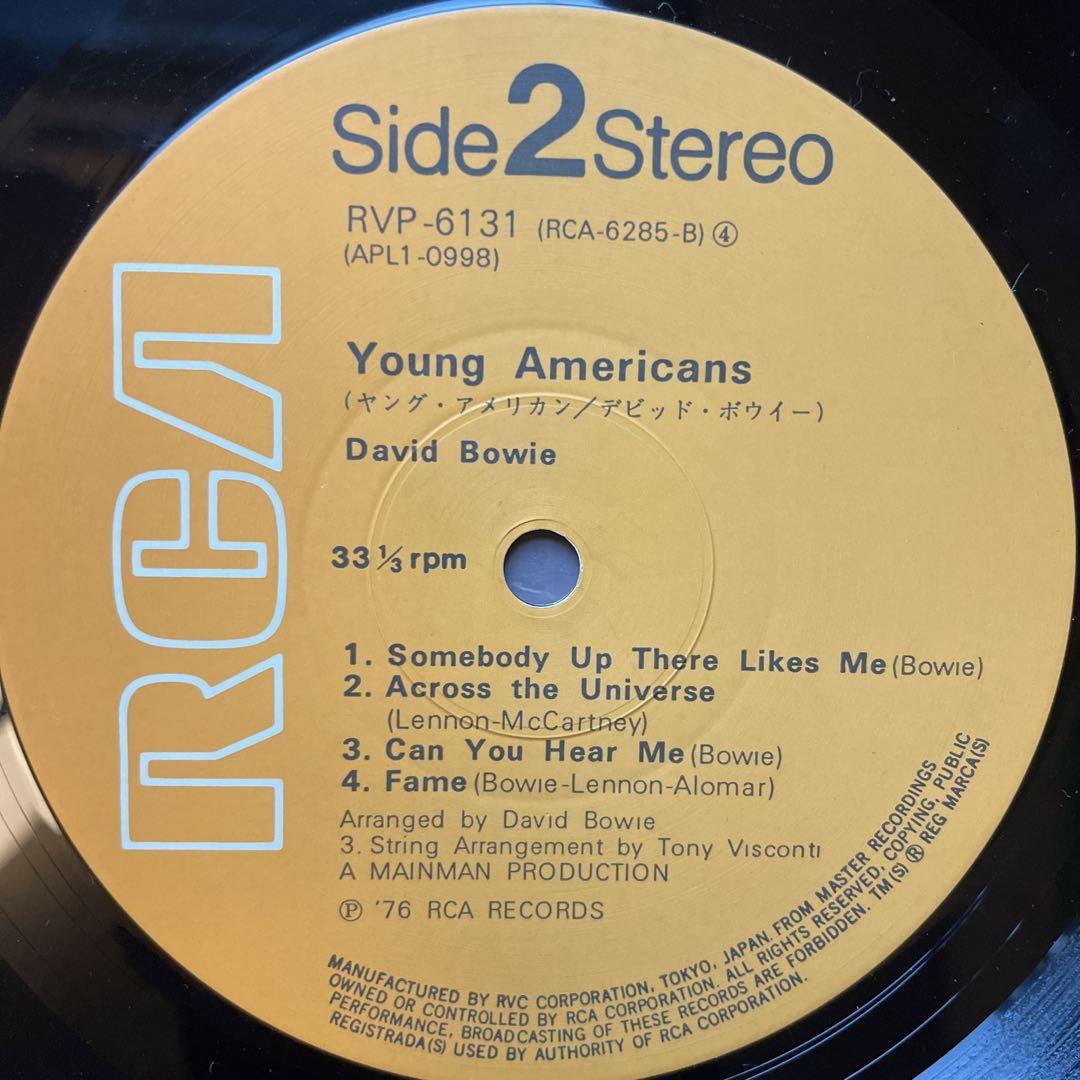 Side 2 Stereo
RVP-6131 (RCA-6285-B) ④
(APL1-0998)
RCA
Young Americans
(ヤング・アメリカン/デビッド・ボウイー)
David Bowie
33 ⅓ rpm
1. Somebody Up There Likes Me (Bowie)
2. Across the Universe
(Lennon-McCartney)
3. Can You Hear Me (Bowie)
4. Fame (Bowie-Lennon-Alomar)
Arranged by David Bowie
3. String Arrangement by Tony Visconti
A MAINMAN PRODUCTION
℗ '76 RCA RECORDS
MANUFACTURED BY RVC CORPORATION, TOKYO, JAPAN. FROM MASTER RECORDINGS
OWNED OR CONTROLLED BY RCA CORPORATION. ALL RIGHTS RESERVED, COPYING, PUBLIC
PERFORMANCE, BROADCASTING OF THESE RECORDS ARE FORBIDDEN. TM(S) ® REG MARCA(S)
REGISTRADA(S) USED BY AUTHORITY OF RCA CORPORATION.